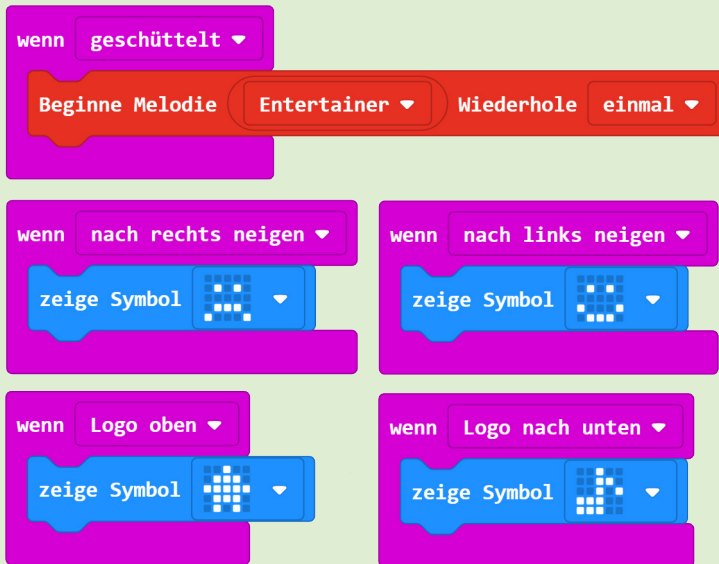 wenn geschüttelt
Beginne Melodie Entertainer Wiederhole einmal
wenn nach rechts neigen
zeige Symbol
wenn nach links neigen
zeige Symbol
wenn Logo oben
zeige Symbol
wenn Logo nach unten
zeige Symbol